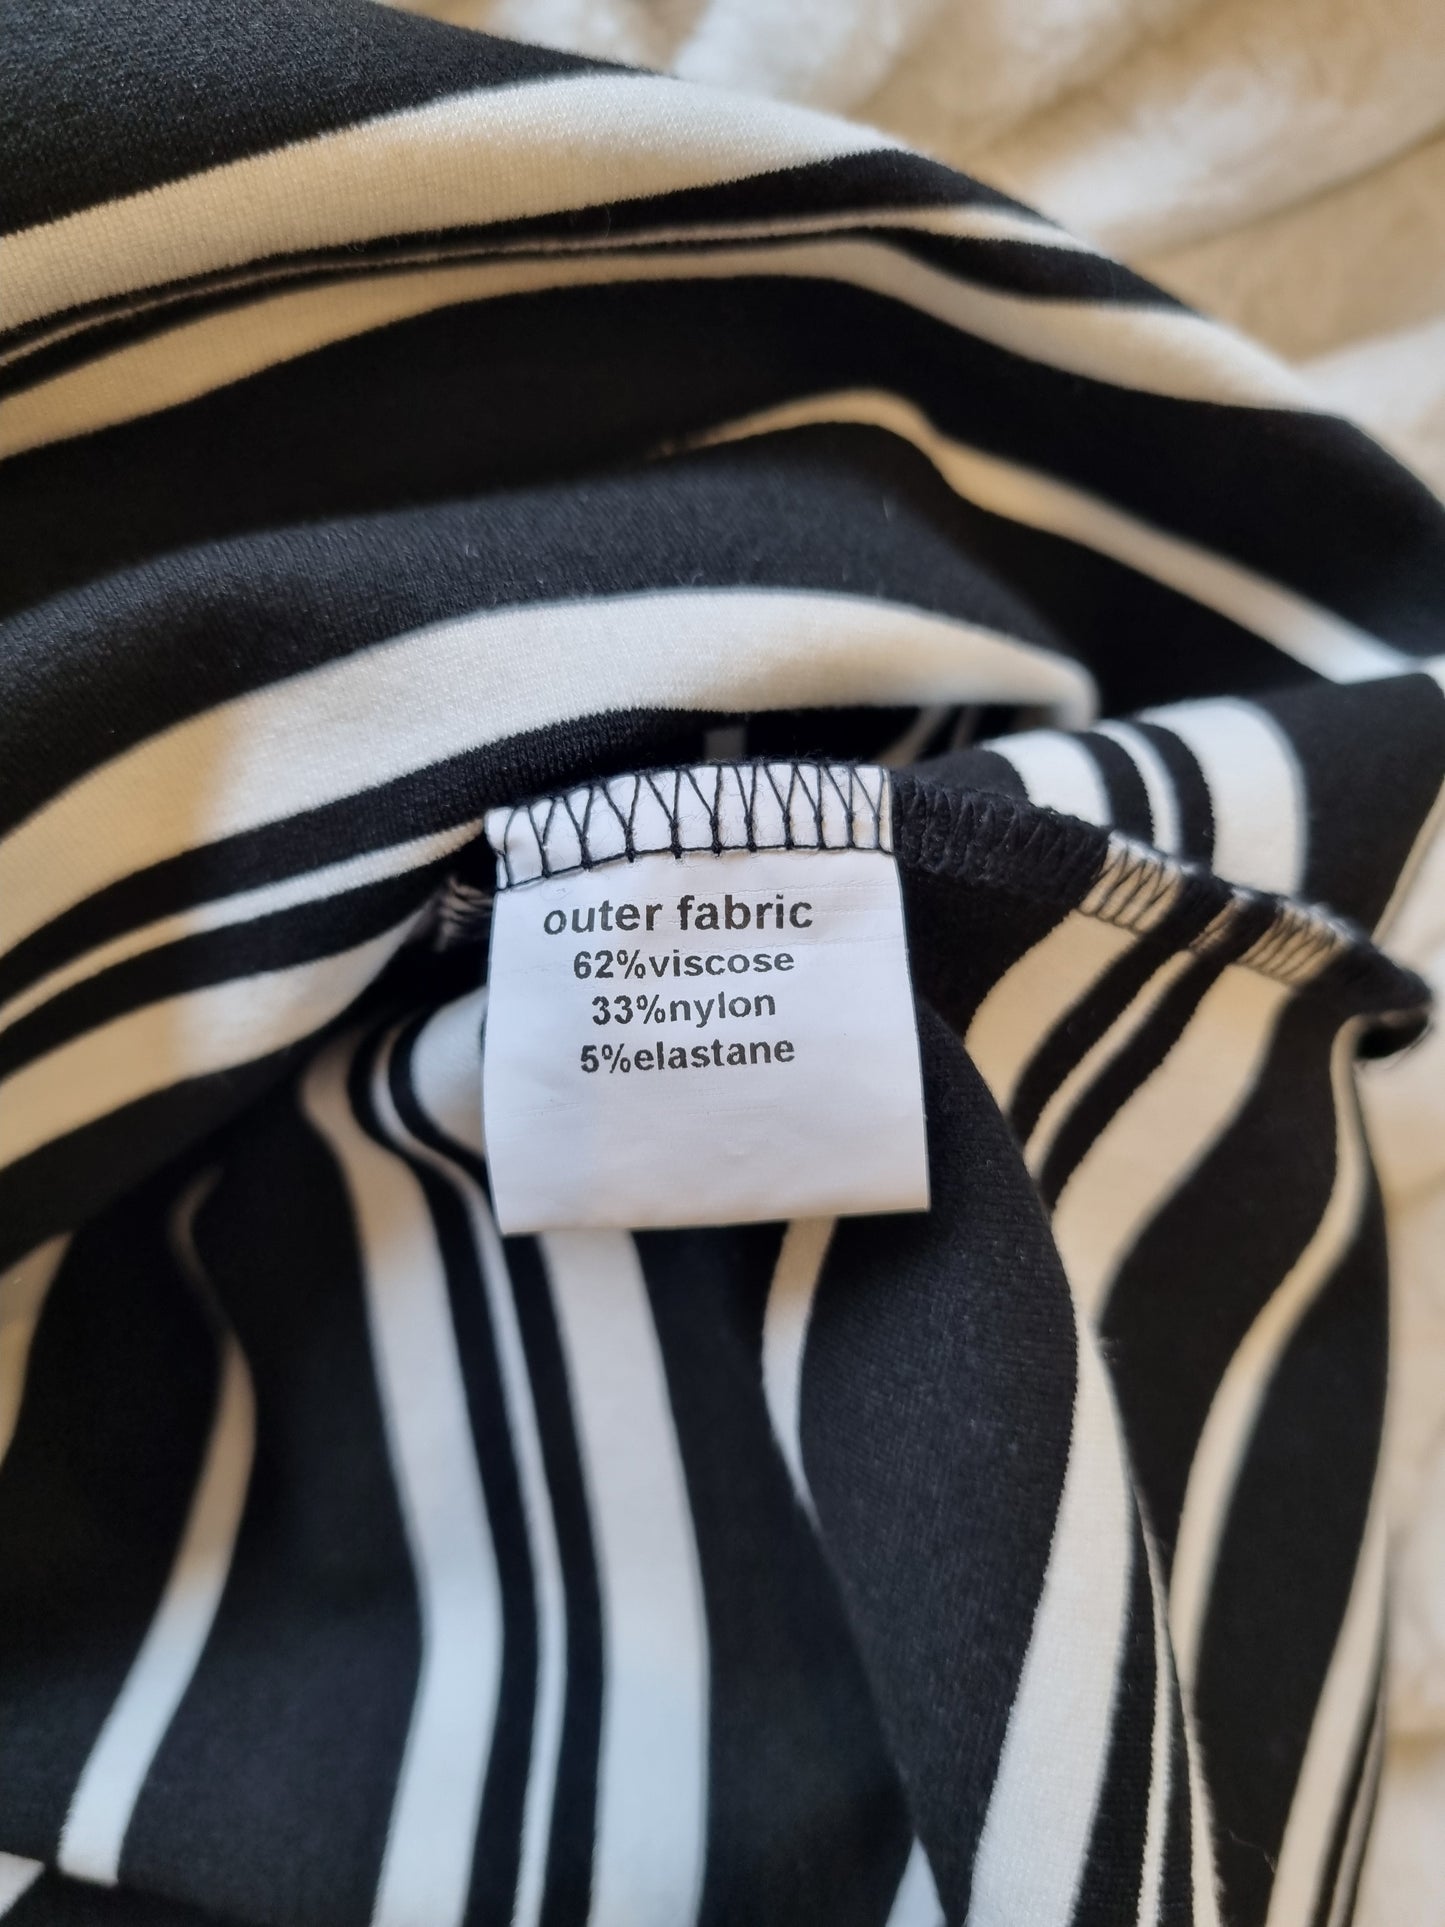 outer fabric
62%viscose
33%nylon
5%elastane